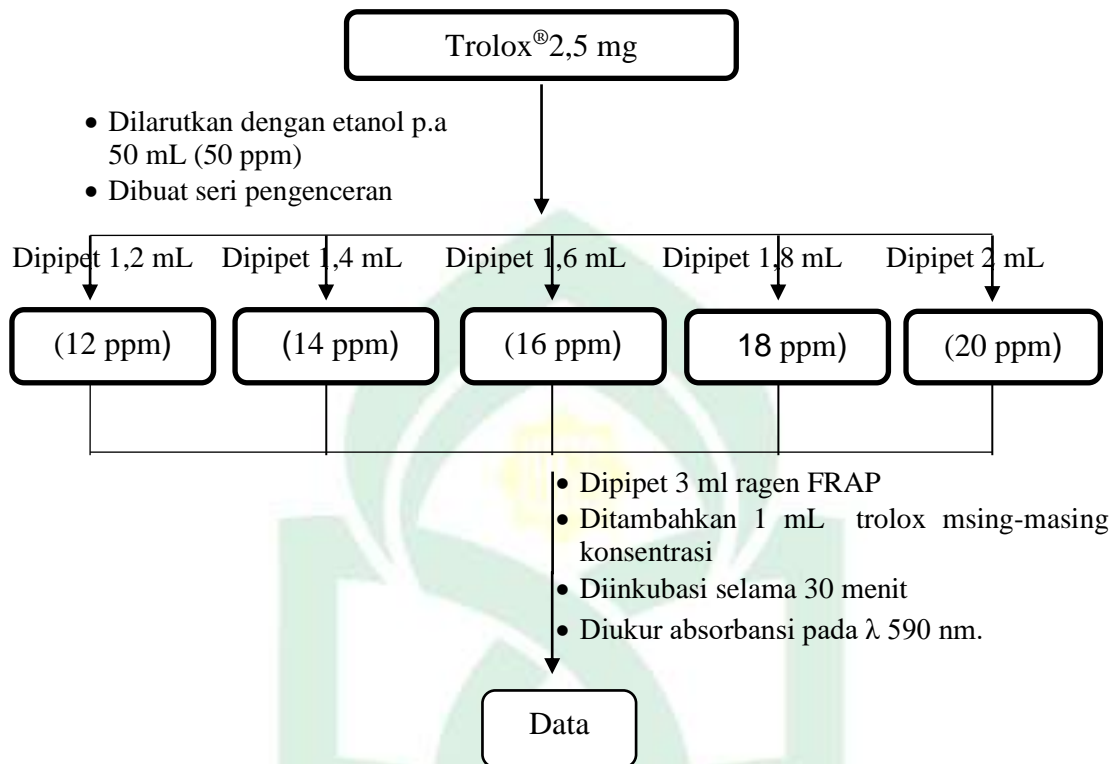 Trolox®2,5 mg
• Dilarutkan dengan etanol p.a
50 mL (50 ppm)
• Dibuat seri pengenceran
Dipipet 1,2 mL Dipipet 1,4 mL Dipipet 1,6 mL Dipipet 1,8 mL Dipipet 2 mL
(12 ppm) (14 ppm) (16 ppm) 18 ppm) (20 ppm)
• Dipipet 3 ml ragen FRAP
• Ditambahkan 1 mL trolox msing-masing
konsentrasi
• Diinkubasi selama 30 menit
• Diukur absorbansi pada λ 590 nm.
Data